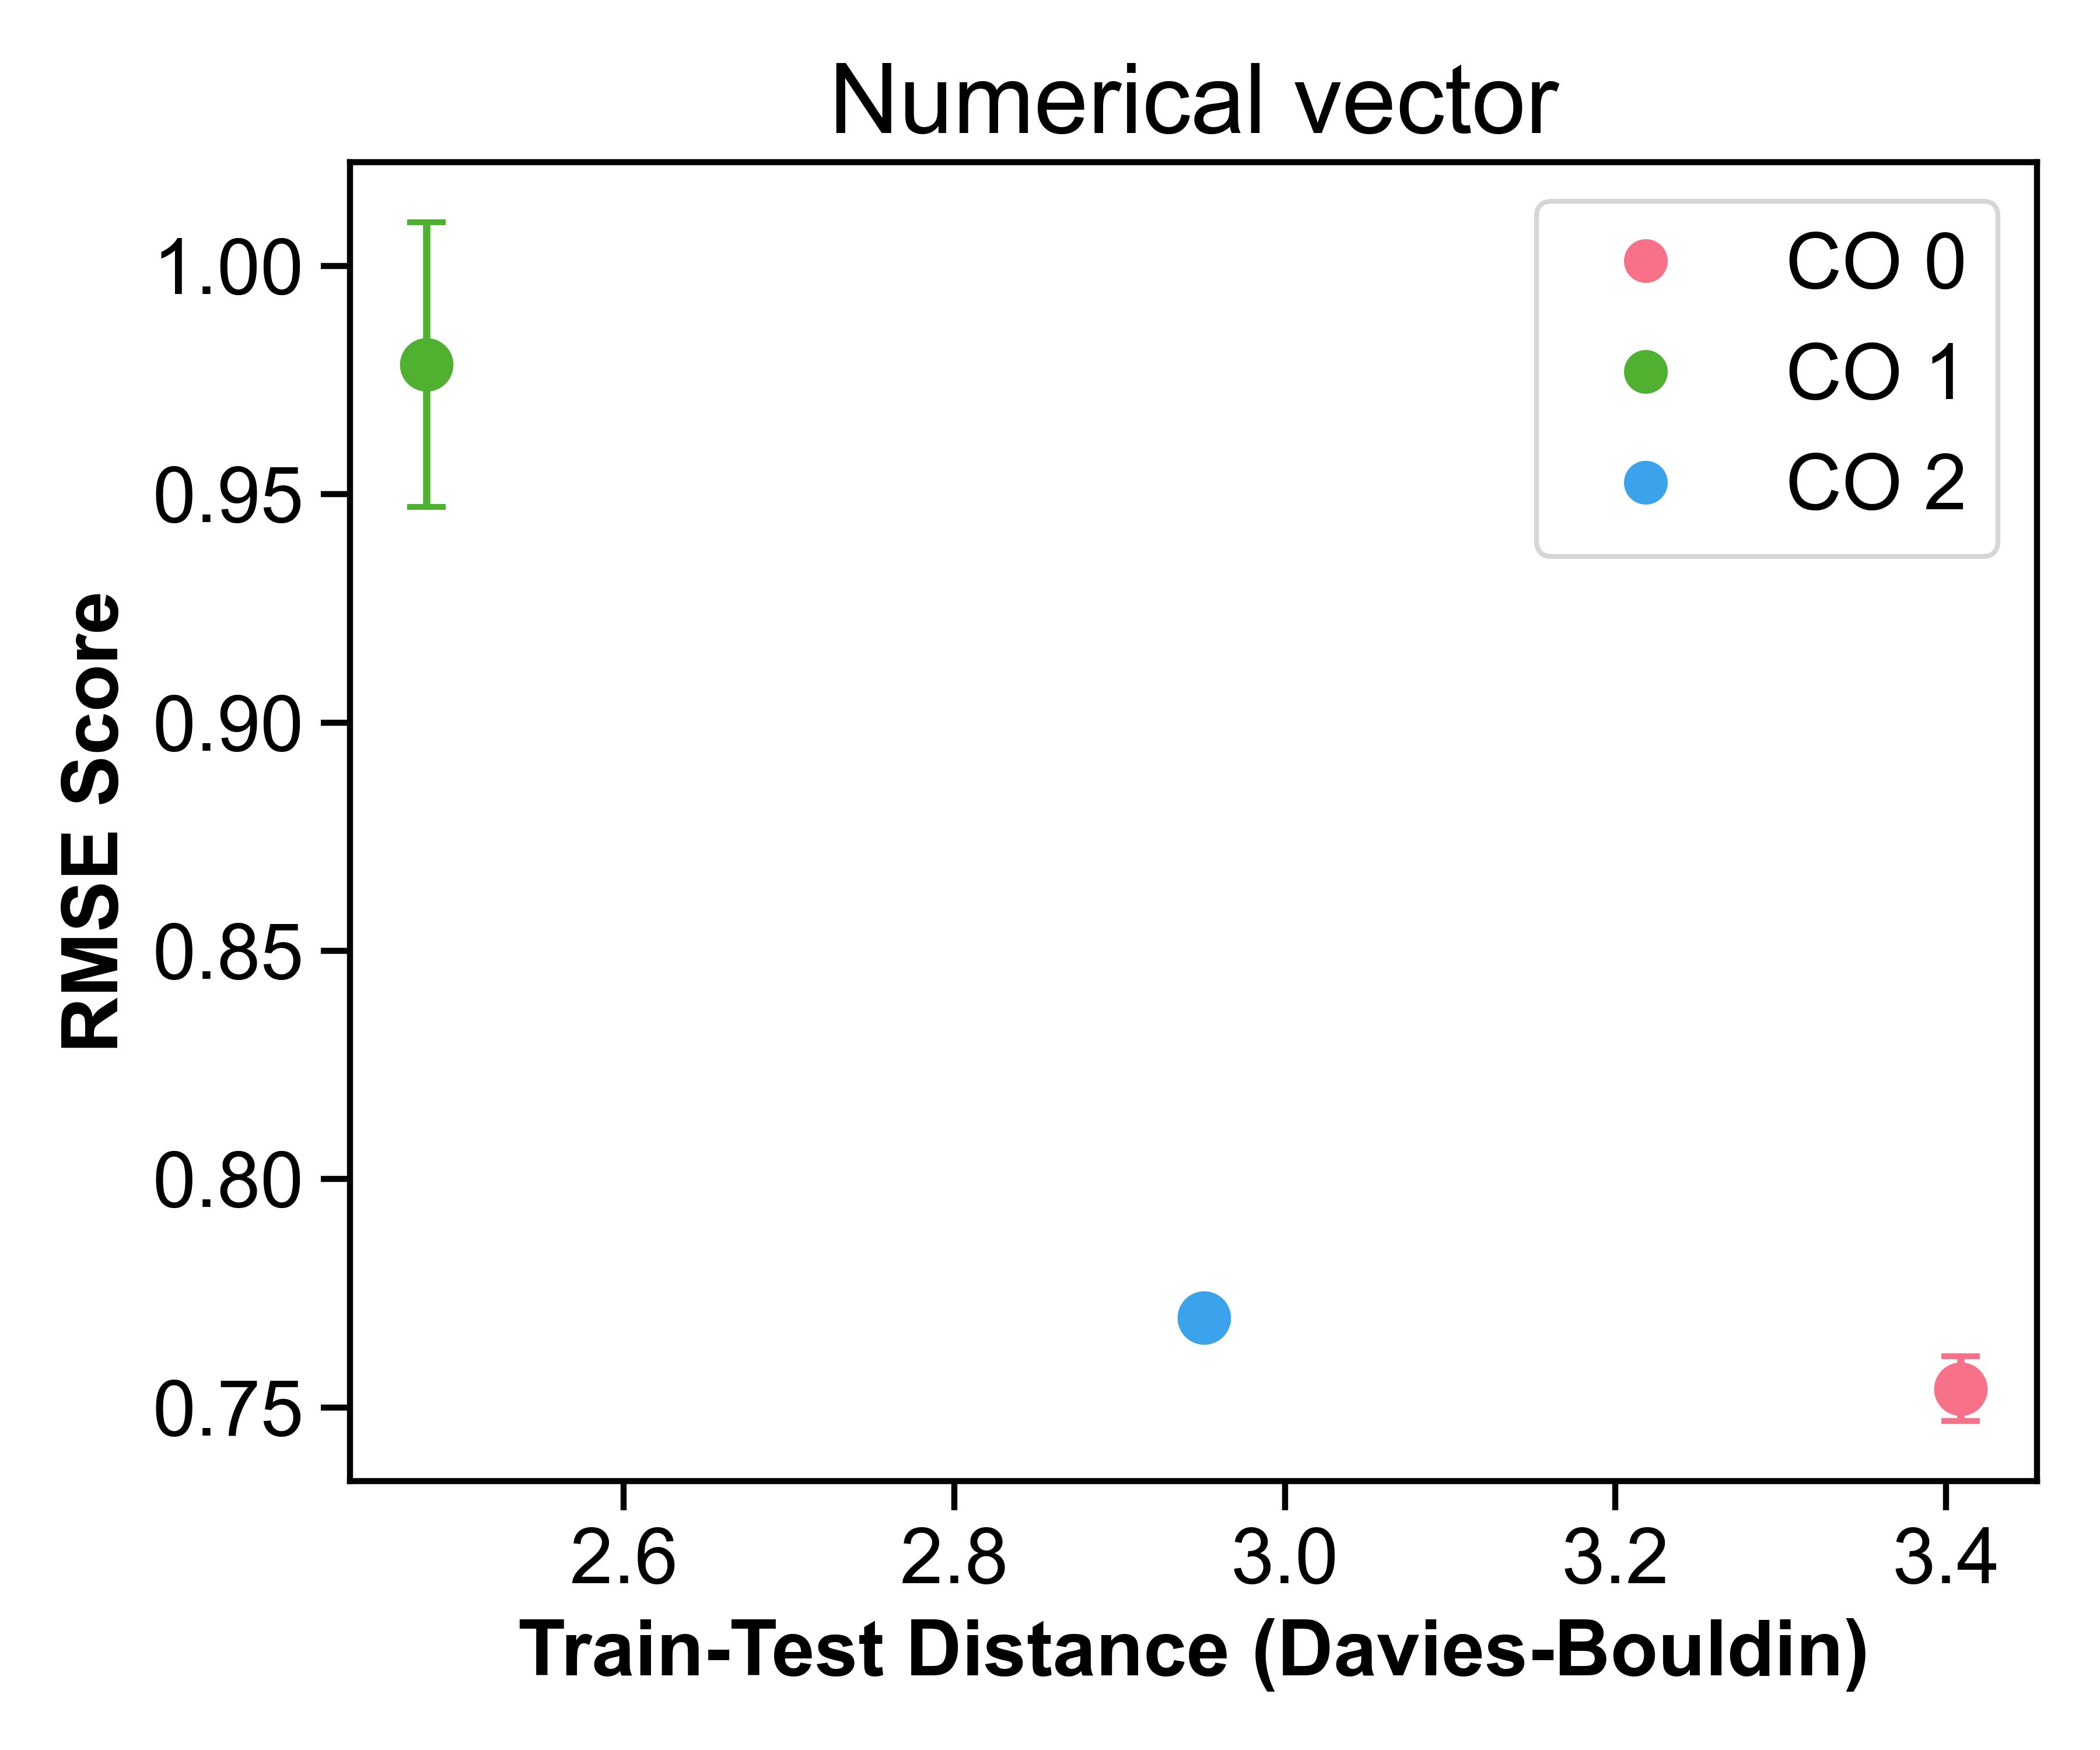 Numerical vector
CO 0
CO 1
CO 2
1.00
0.95
0.90
0.85
0.80
0.75
RMSE Score
2.6 2.8 3.0 3.2 3.4
Train-Test Distance (Davies-Bouldin)